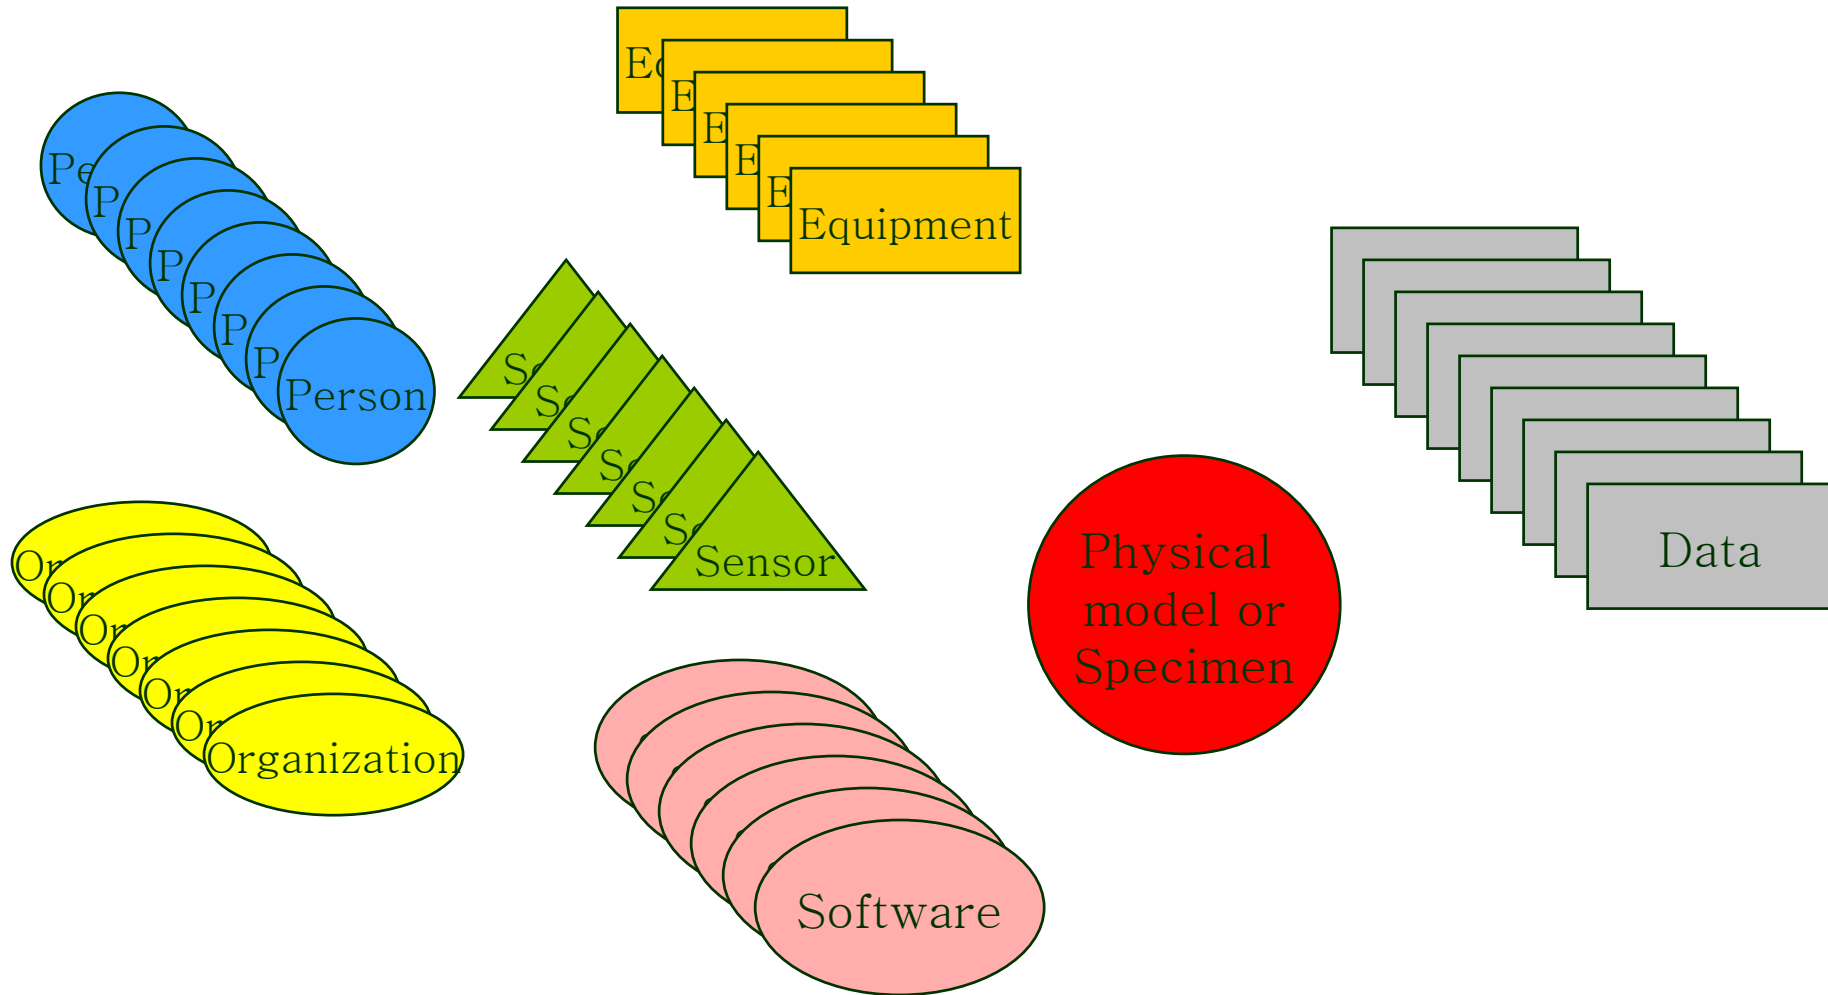 Equipment
Person
Sensor
Data
Physical
model or
Specimen
Organization
Software